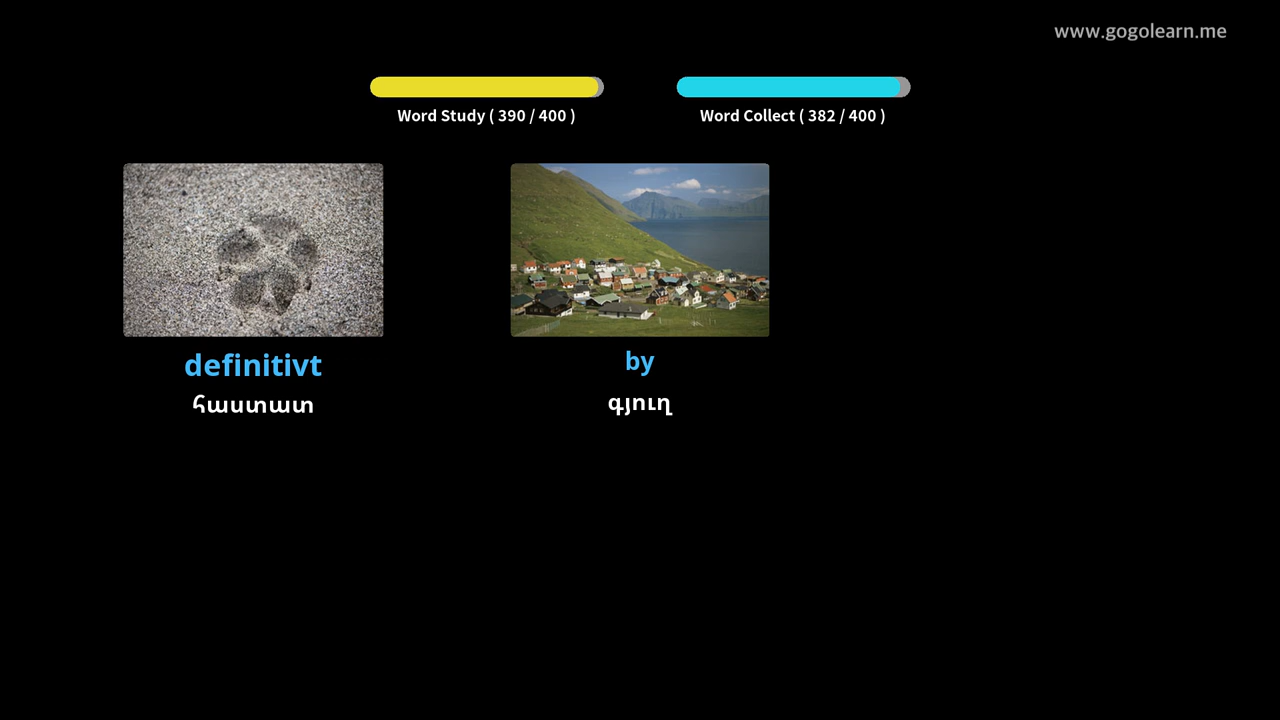 www.gogolearn.me
Word Study ( 390 / 400 )
Word Collect ( 382 / 400 )
definitivt
հաստատ
by
գյուղ